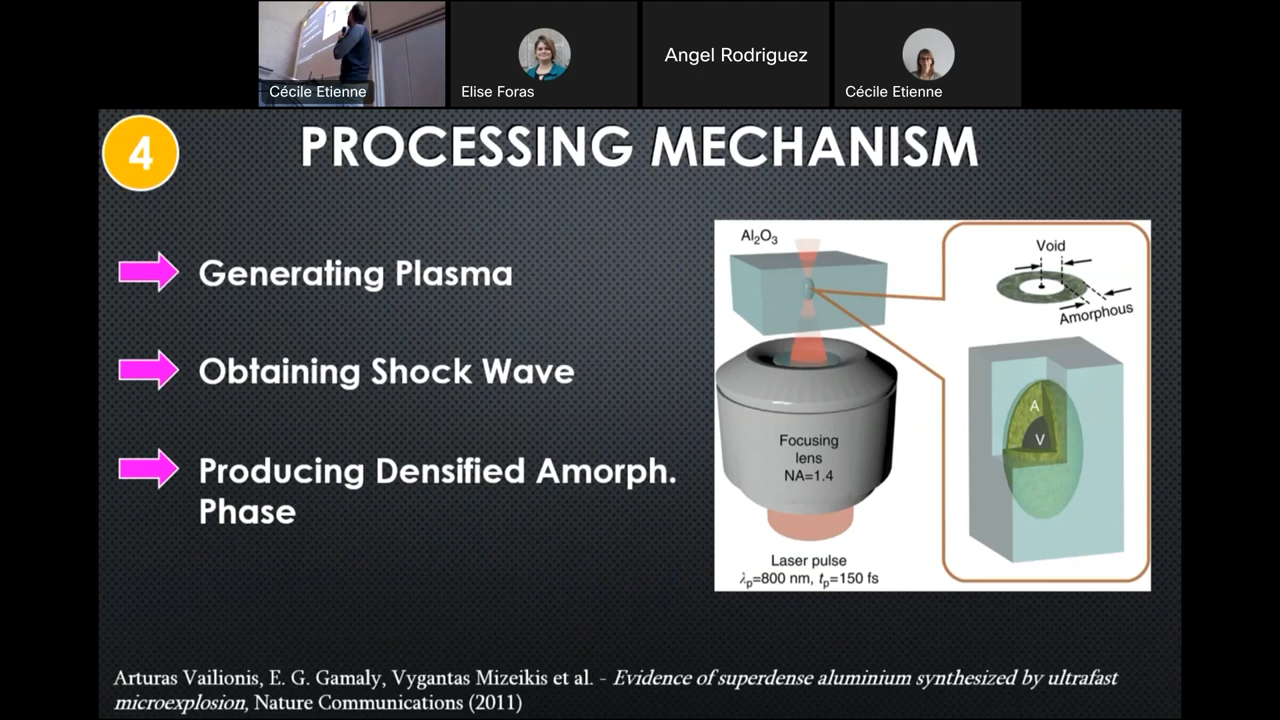 Cécile Etienne
Elise Foras
Angel Rodriguez
Cécile Etienne
4
PROCESSING MECHANISM
Generating Plasma
Obtaining Shock Wave
Producing Densified Amorph.
Phase
Al₂O₃
Focusing
lens
NA=1.4
Laser pulse
λp=800 nm, tp=150 fs
Void
Amorphous
A
V
Arturas Vailionis, E. G. Gamaly, Vygantas Mizeikis et al. - Evidence of superdense aluminium synthesized by ultrafast
microexplosion, Nature Communications (2011)